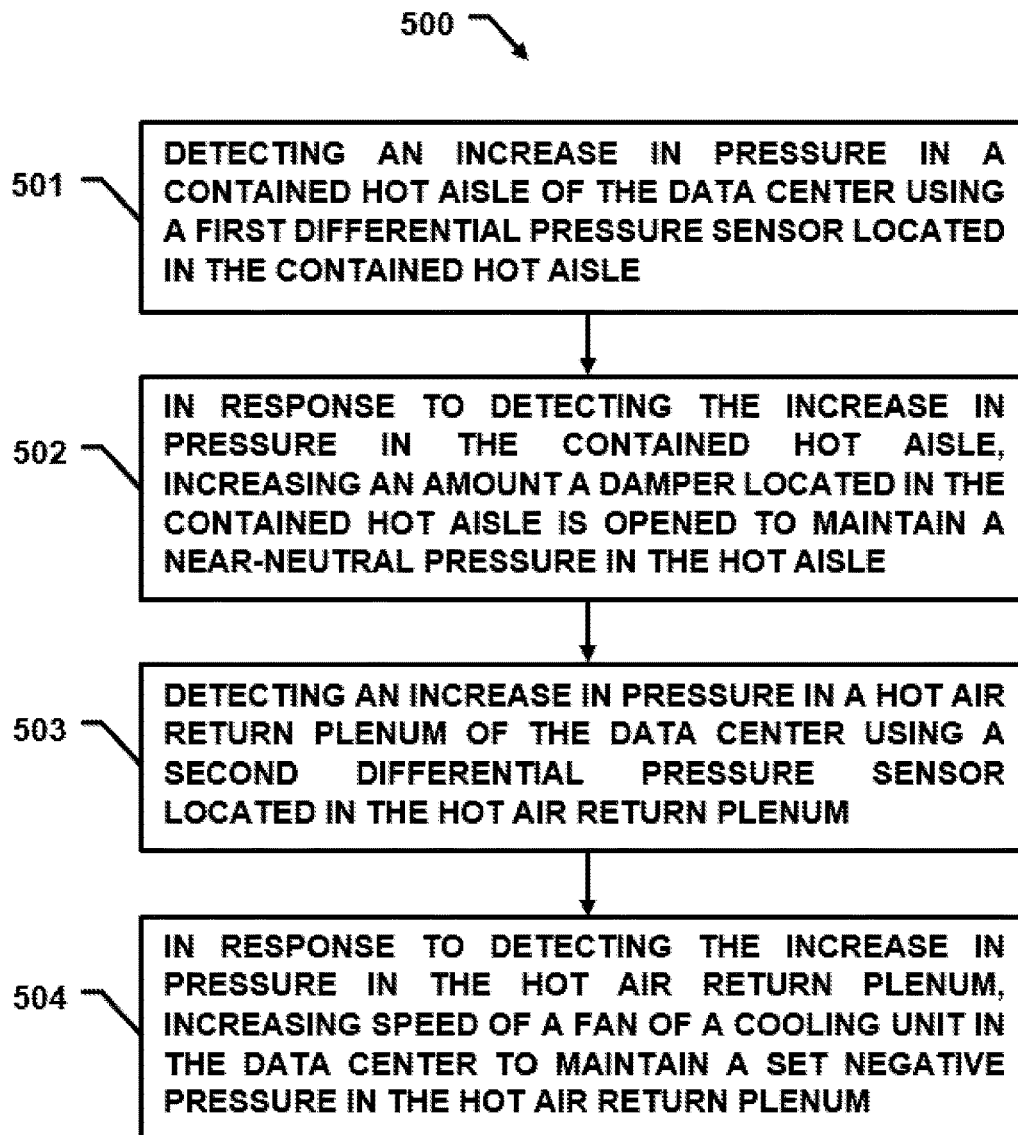 500
501
DETECTING AN INCREASE IN PRESSURE IN A
CONTAINED HOT AISLE OF THE DATA CENTER USING
A FIRST DIFFERENTIAL PRESSURE SENSOR LOCATED
IN THE CONTAINED HOT AISLE
502
IN RESPONSE TO DETECTING THE INCREASE IN
PRESSURE IN THE CONTAINED HOT AISLE,
INCREASING AN AMOUNT A DAMPER LOCATED IN THE
CONTAINED HOT AISLE IS OPENED TO MAINTAIN A
NEAR-NEUTRAL PRESSURE IN THE HOT AISLE
503
DETECTING AN INCREASE IN PRESSURE IN A HOT AIR
RETURN PLENUM OF THE DATA CENTER USING A
SECOND DIFFERENTIAL PRESSURE SENSOR
LOCATED IN THE HOT AIR RETURN PLENUM
504
IN RESPONSE TO DETECTING THE INCREASE IN
PRESSURE IN THE HOT AIR RETURN PLENUM,
INCREASING SPEED OF A FAN OF A COOLING UNIT IN
THE DATA CENTER TO MAINTAIN A SET NEGATIVE
PRESSURE IN THE HOT AIR RETURN PLENUM